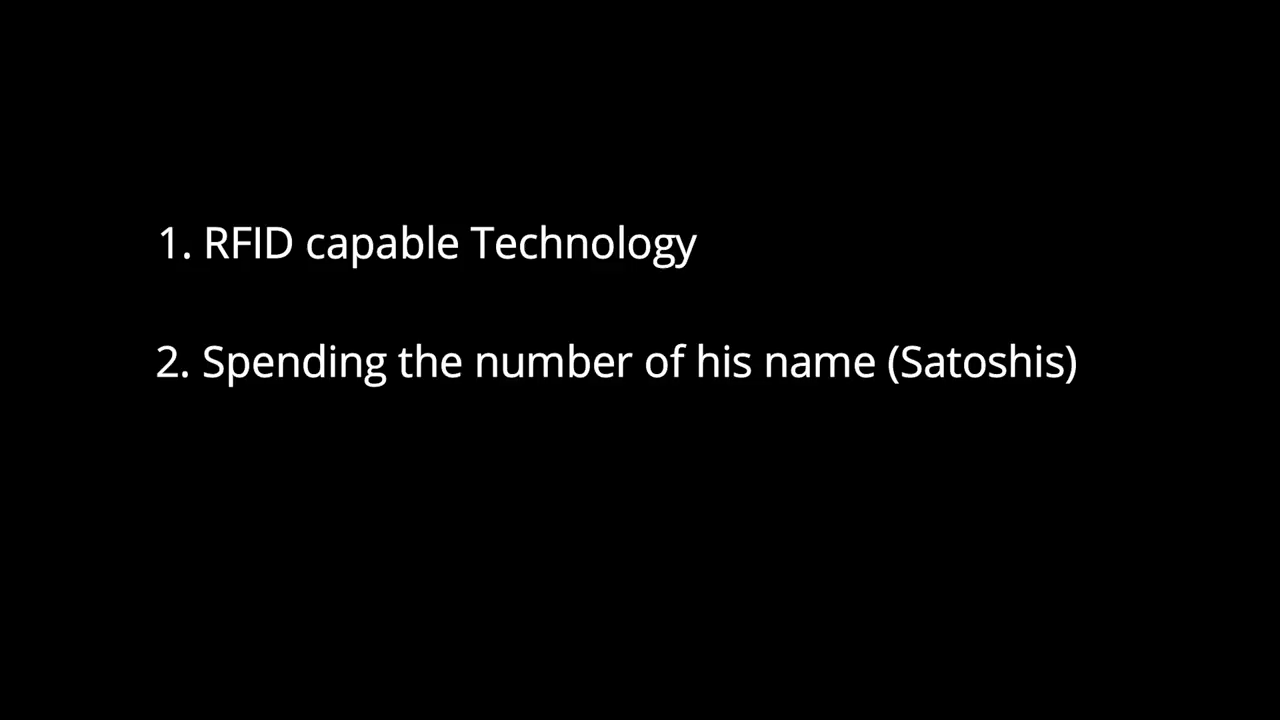 1. RFID capable Technology
2. Spending the number of his name (Satoshis)